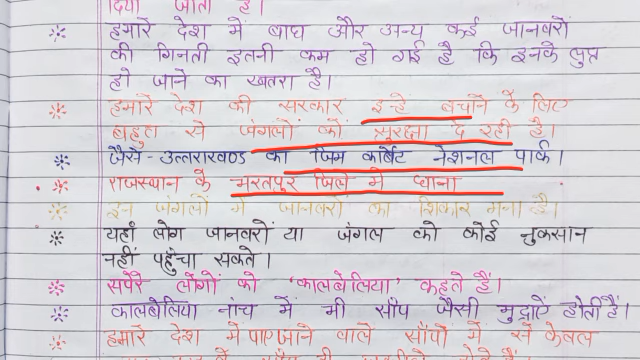 दिया जाता है।
हमारे देश में बाघ और अन्य कई जानवरों
की गिनती इतनी कम हो गई है कि इनके लुप्त
हो जाने का खतरा है।
हमारे देश की सरकार इन्हें बचाने के लिए
बहुत से जंगलों को सुरक्षा दे रही है।
जैसे - उत्तराखण्ड का जिम कार्बेट नेशनल पार्क।
राजस्थान के भरतपुर जिले में घाना
इन जंगलों में जानवरों का शिकार मना है।
यहाँ लोग जानवरों या जंगल को कोई नुकसान
नहीं पहुँचा सकते।
सपेरे लोगों को 'कालबेलिया' कहते हैं।
कालबेलिया नांच में भी साँप जैसी मुद्राएँ होती हैं।
हमारे देश में पाए जाने वाले साँपों में से केवल